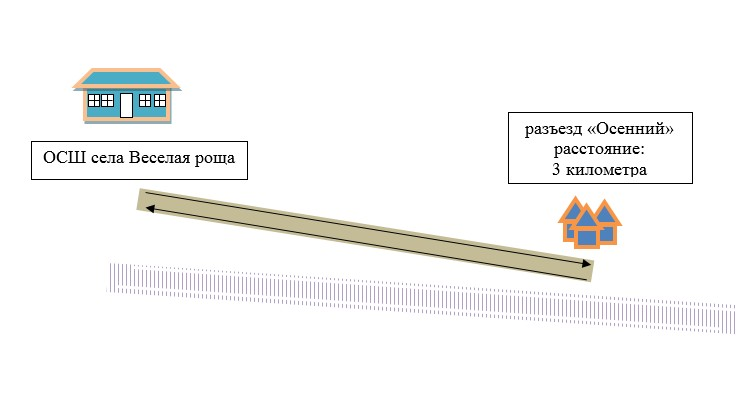 ОСШ села Веселая роща
разъезд «Осенний»
расстояние:
3 километра